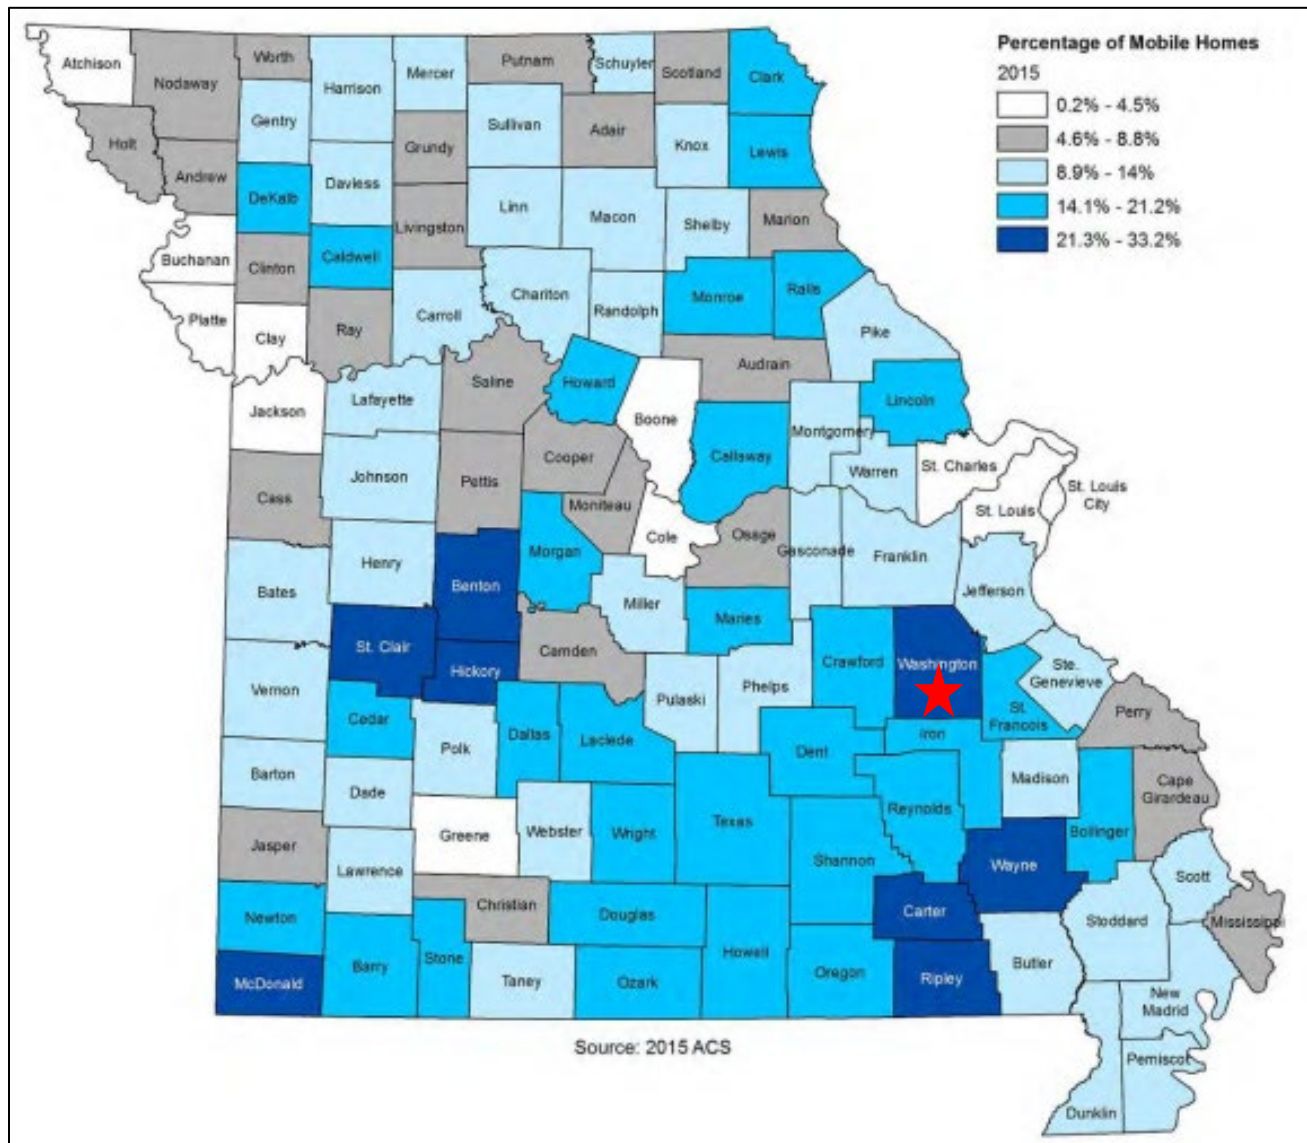 Percentage of Mobile Homes
2015
0.2% - 4.5%
4.6% - 8.8%
8.9% - 14%
14.1% - 21.2%
21.3% - 33.2%
Atchison
Nodaway
Worth
Harrison
Mercer
Putnam
Schuyler
Scotland
Clark
Gentry
Sullivan
Adair
Knox
Lewis
Holt
Andrew
DeKalb
Daviess
Grundy
Livingston
Linn
Macon
Shelby
Marion
Buchanan
Clinton
Caldwell
Chariton
Randolph
Monroe
Ralls
Platte
Clay
Ray
Carroll
Pike
Audrain
Saline
Howard
Lincoln
Jackson
Lafayette
Boone
Montgomery
Callaway
Cooper
Warren
St. Charles
St. Louis
City
St. Louis
Cass
Johnson
Pettis
Moniteau
Cole
Osage
Gasconade
Franklin
Morgan
Henry
Bates
Benton
Miller
Maries
Jefferson
St. Clair
Hickory
Camden
Crawford
Washington
Ste.
Genevieve
Vernon
Pulaski
Phelps
St.
Francois
Perry
Cedar
Polk
Dallas
Laclede
Dent
Iron
Barton
Dade
Madison
Cape
Girardeau
Reynolds
Bollinger
Greene
Webster
Wright
Texas
Jasper
Lawrence
Shannon
Wayne
Scott
Newton
Christian
Douglas
Carter
Stoddard
Mississippi
McDonald
Barry
Stone
Taney
Ozark
Howell
Oregon
Ripley
Butler
New
Madrid
Pemiscot
Dunklin
Source: 2015 ACS